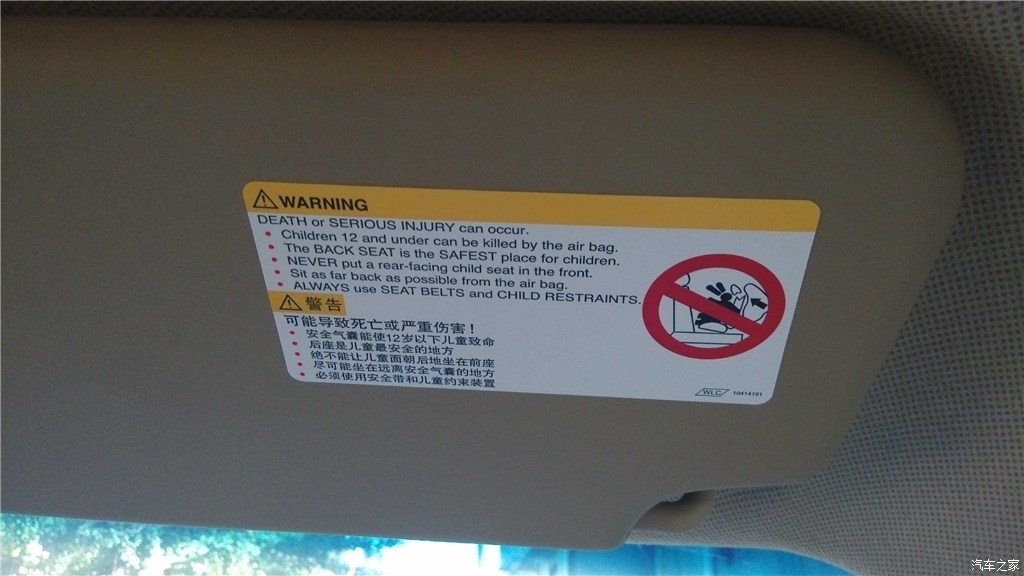 WARNING
DEATH or SERIOUS INJURY can occur.
• Children 12 and under can be killed by the air bag.
• The BACK SEAT is the SAFEST place for children.
• NEVER put a rear-facing child seat in the front.
• Sit as far back as possible from the air bag.
• ALWAYS use SEAT BELTS and CHILD RESTRAINTS.
警告
可能导致死亡或严重伤害！
• 安全气囊能使12岁以下儿童致命
• 后座是儿童最安全的地方
• 绝不能让儿童面朝后地坐在前座
• 尽可能坐在远离安全气囊的地方
• 必须使用安全带和儿童约束装置
WLC 10414181
汽车之家